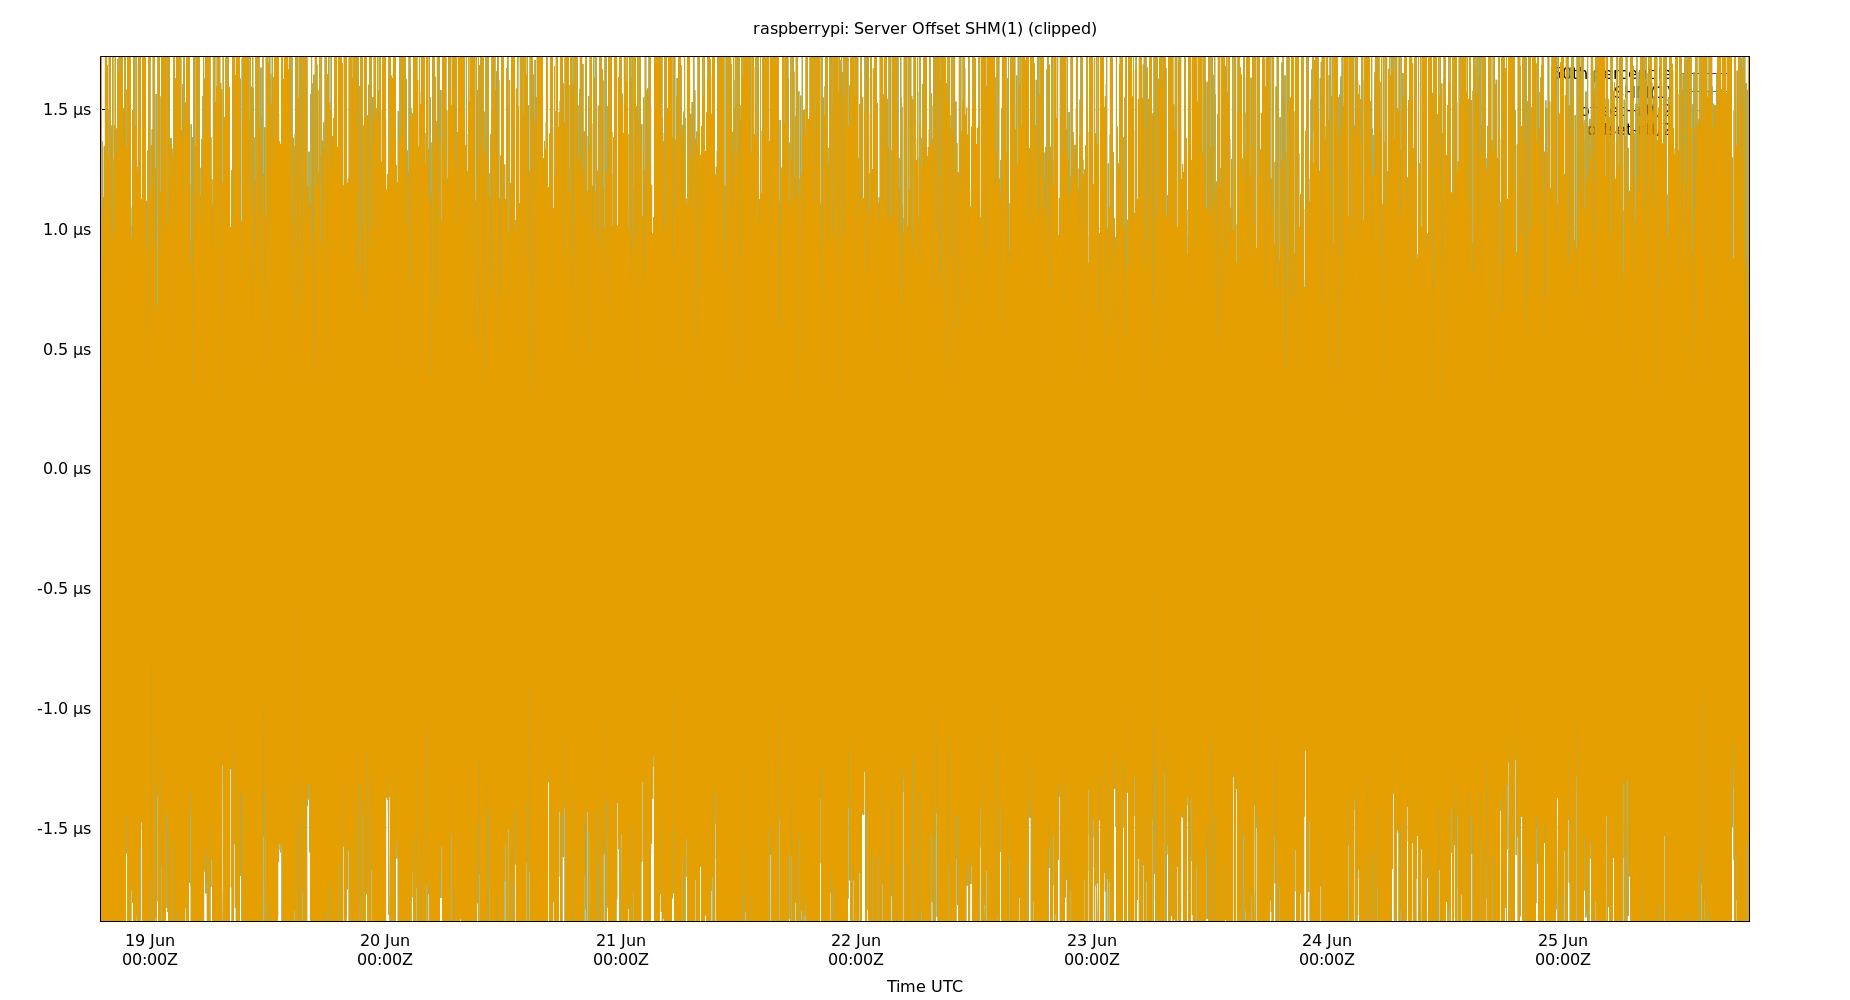 raspberrypi: Server Offset SHM(1) (clipped)
1.5 µs
1.0 µs
0.5 µs
0.0 µs
-0.5 µs
-1.0 µs
-1.5 µs
19 Jun 20 Jun 21 Jun 22 Jun 23 Jun 24 Jun 25 Jun
00:00Z 00:00Z 00:00Z 00:00Z 00:00Z 00:00Z 00:00Z
Time UTC